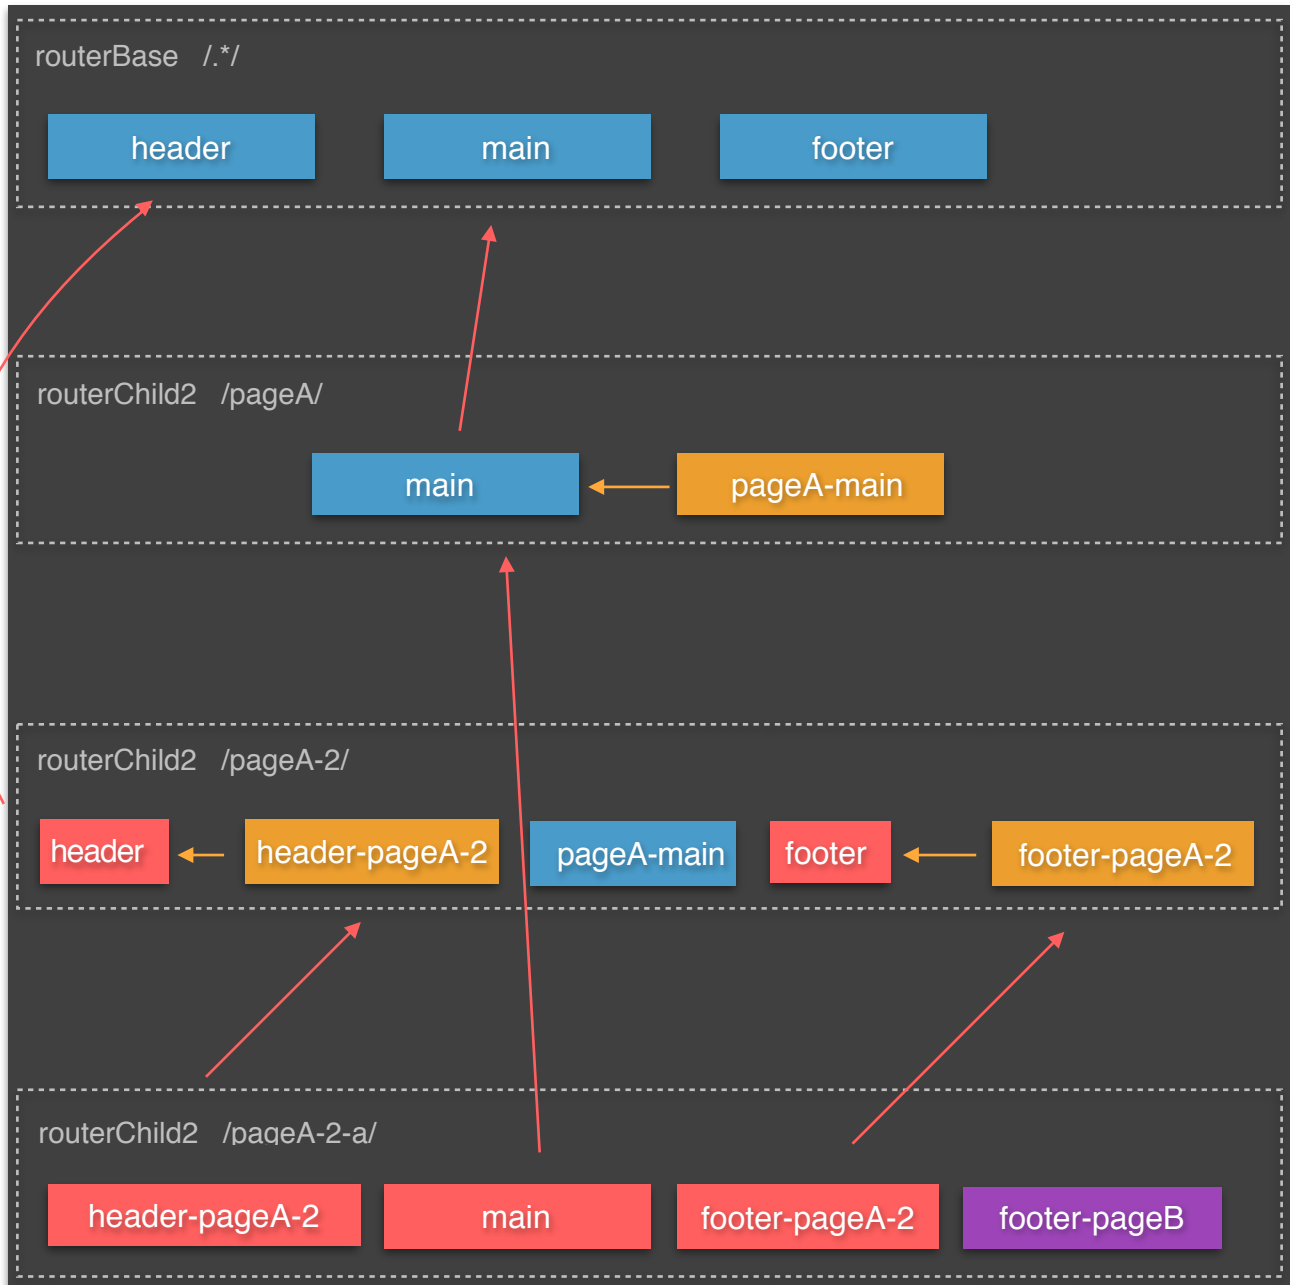 routerBase /.*/
header main footer
routerChild2 /pageA/
main pageA-main
routerChild2 /pageA-2/
header header-pageA-2 pageA-main footer footer-pageA-2
routerChild2 /pageA-2-a/
header-pageA-2 main footer-pageA-2 footer-pageB